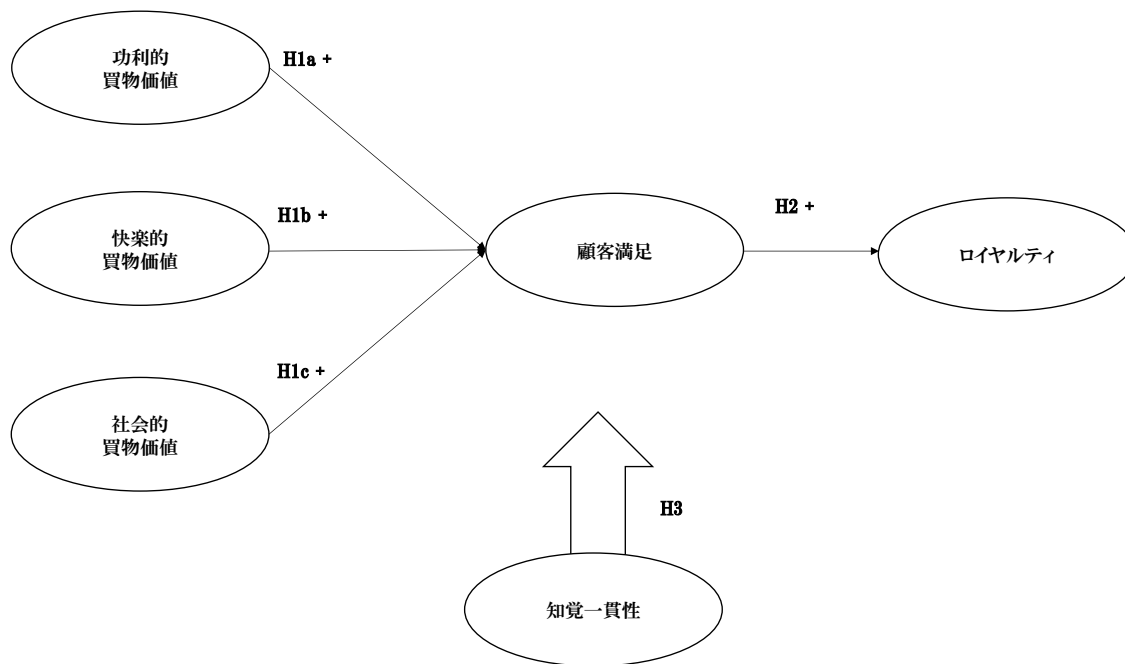 功利的
買物価値
H1a +
快楽的
買物価値
H1b +
社会的
買物価値
H1c +
顧客満足
H2 +
ロイヤルティ
H3
知覚一貫性